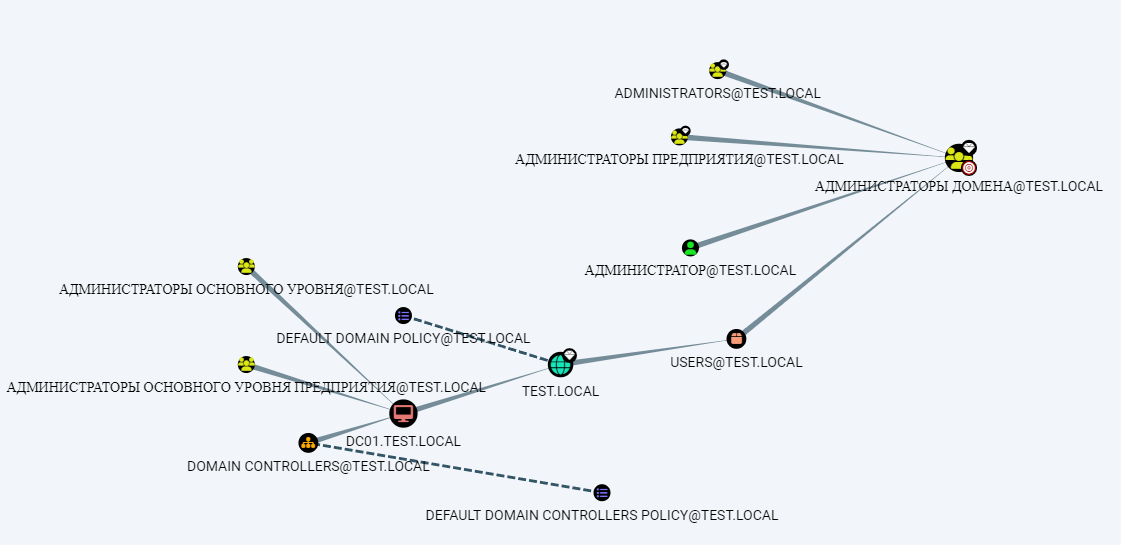 ADMINISTRATORS@TEST.LOCAL
АДМИНИСТРАТОРЫ ПРЕДПРИЯТИЯ@TEST.LOCAL
АДМИНИСТРАТОРЫ ДОМЕНА@TEST.LOCAL
АДМИНИСТРАТОР@TEST.LOCAL
АДМИНИСТРАТОРЫ ОСНОВНОГО УРОВНЯ@TEST.LOCAL
DEFAULT DOMAIN POLICY@TEST.LOCAL
USERS@TEST.LOCAL
АДМИНИСТРАТОРЫ ОСНОВНОГО УРОВНЯ ПРЕДПРИЯТИЯ@TEST.LOCAL
TEST.LOCAL
DC01.TEST.LOCAL
DOMAIN CONTROLLERS@TEST.LOCAL
DEFAULT DOMAIN CONTROLLERS POLICY@TEST.LOCAL